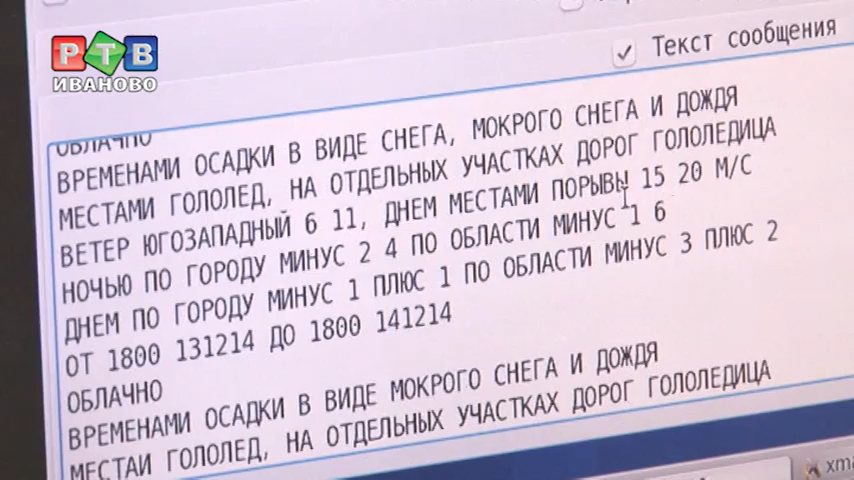 РТВ
ИВАНОВО
Текст сообщения
ОБЛАЧНО
ВРЕМЕНАМИ ОСАДКИ В ВИДЕ СНЕГА, МОКРОГО СНЕГА И ДОЖДЯ
МЕСТАМИ ГОЛОЛЕД, НА ОТДЕЛЬНЫХ УЧАСТКАХ ДОРОГ ГОЛОЛЕДИЦА
ВЕТЕР ЮГОЗАПАДНЫЙ 6 11, ДНЕМ МЕСТАМИ ПОРЫВЫ 15 20 М/С
НОЧЬЮ ПО ГОРОДУ МИНУС 2 4 ПО ОБЛАСТИ МИНУС 1 6
ДНЕМ ПО ГОРОДУ МИНУС 1 ПЛЮС 1 ПО ОБЛАСТИ МИНУС 3 ПЛЮС 2
ОТ 1800 131214 ДО 1800 141214
ОБЛАЧНО
ВРЕМЕНАМИ ОСАДКИ В ВИДЕ МОКРОГО СНЕГА И ДОЖДЯ
МЕСТАИ ГОЛОЛЕД, НА ОТДЕЛЬНЫХ УЧАСТКАХ ДОРОГ ГОЛОЛЕДИЦА